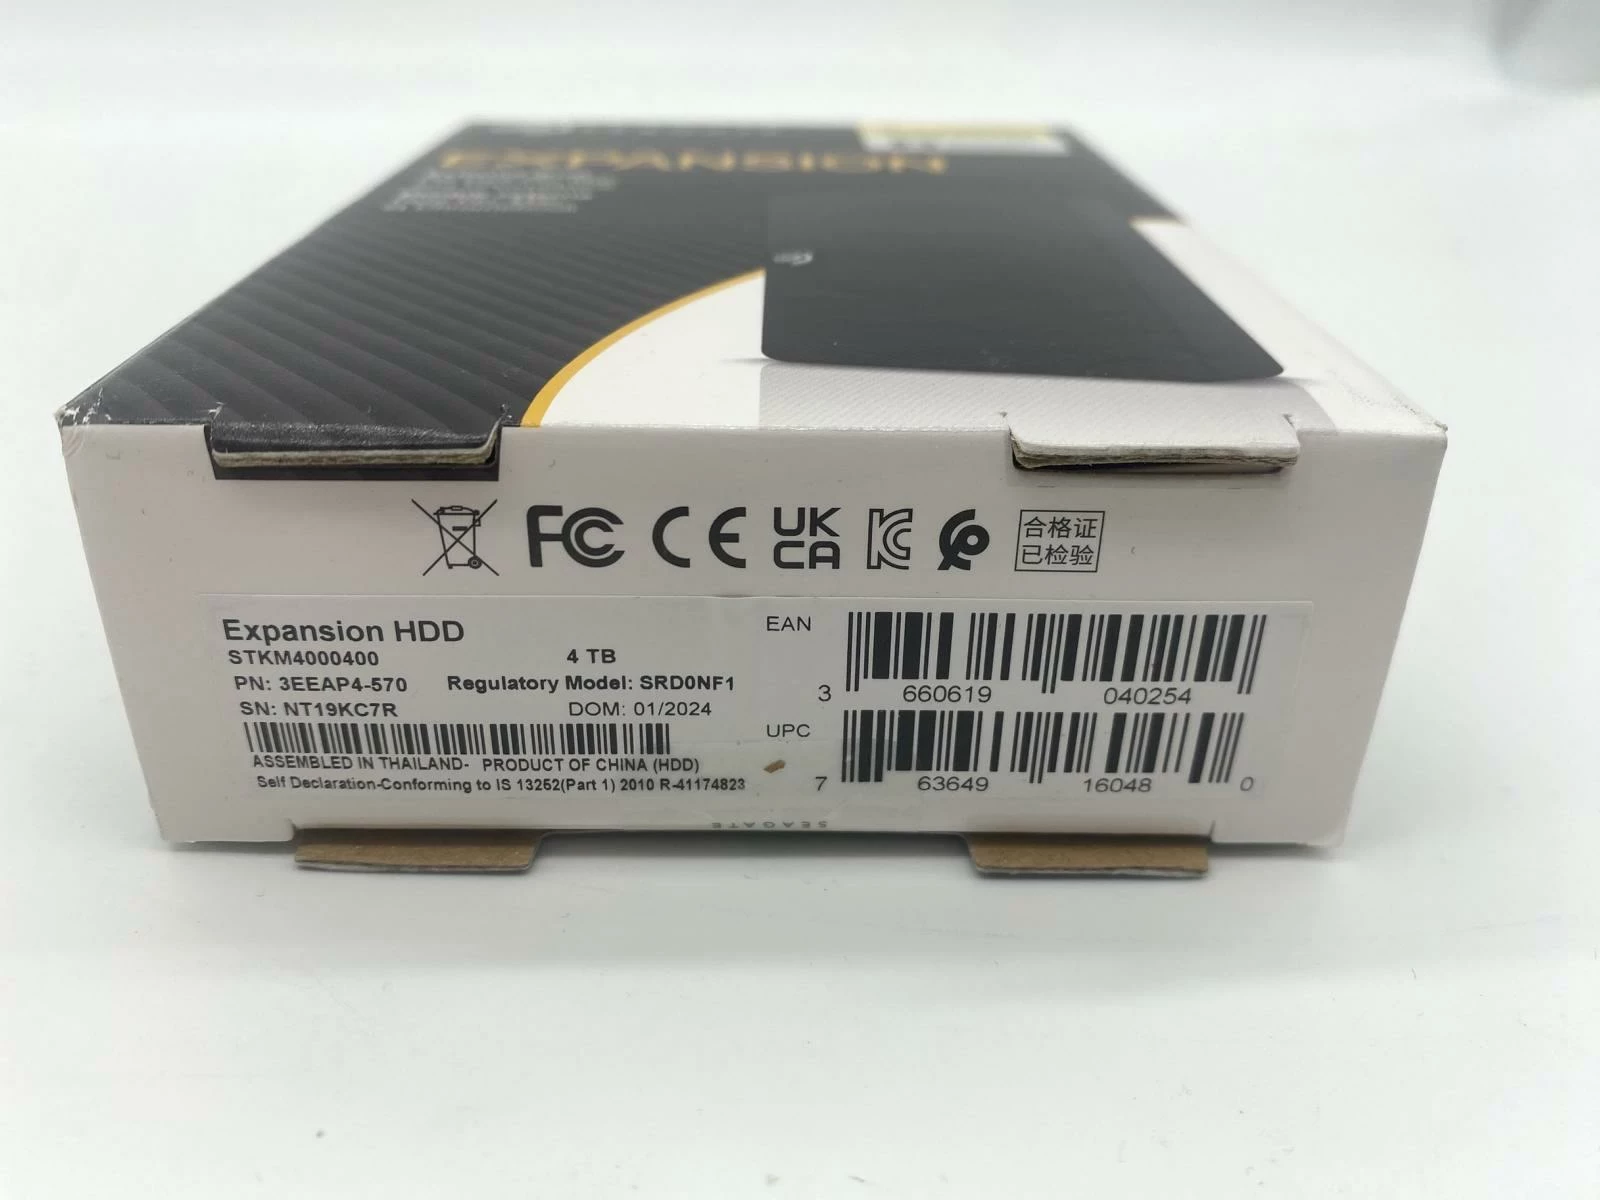 EXPANSION
FC CE UK CA
合格证
已检验
Expansion HDD
STKM4000400 4 TB
PN: 3EEAP4-570 Regulatory Model: SRD0NF1
SN: NT19KC7R DOM: 01/2024
ASSEMBLED IN THAILAND- PRODUCT OF CHINA (HDD)
Self Declaration-Conforming to IS 13252(Part 1) 2010 R-41174823
EAN
3 660619 040254
UPC
7 63649 16048 0
SEAGATE